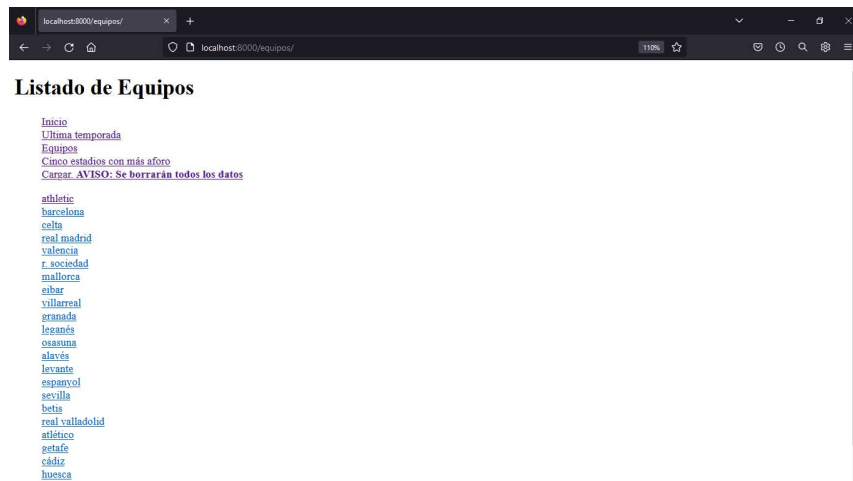 localhost:8000/equipos/
localhost:8000/equipos/
110%
Listado de Equipos
Inicio
Ultima temporada
Equipos
Cinco estadios con más aforo
Cargar. AVISO: Se borrarán todos los datos
athletic
barcelona
celta
real madrid
valencia
r. sociedad
mallorca
eibar
villarreal
granada
leganés
osasuna
alavés
levante
espanyol
sevilla
betis
real valladolid
atlético
getafe
cádiz
huesca